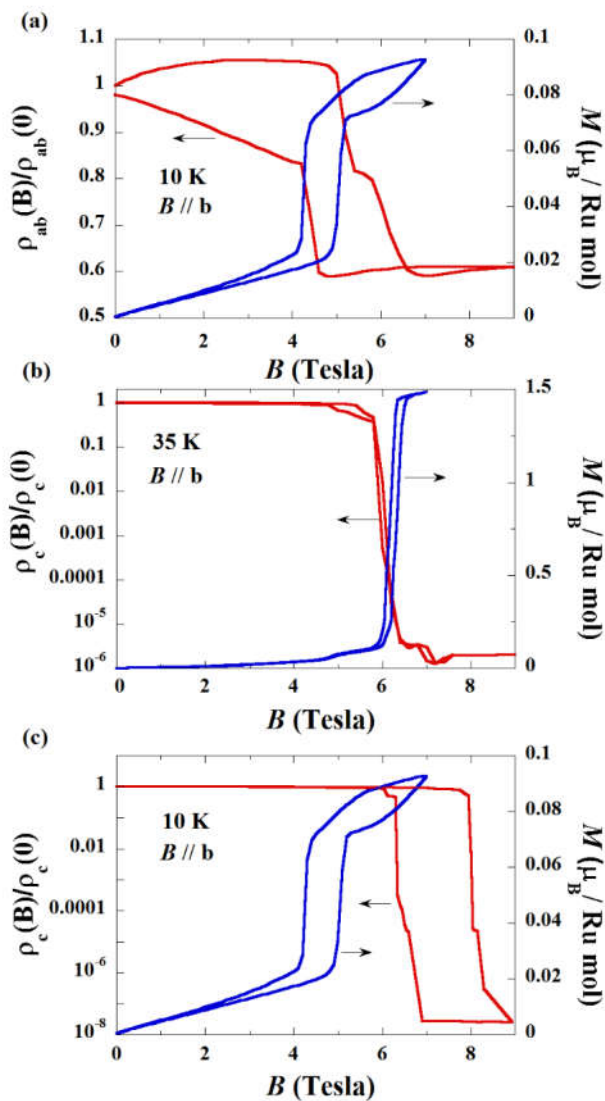 (a)
1.1
1
0.9
0.8
0.7
0.6
0.5
ρab(B)/ρab(0)
10 K
B // b
0.1
0.08
0.06
0.04
0.02
0
M (μB/ Ru mol)
0 2 4 6 8
B (Tesla)
(b)
1
0.1
0.01
0.001
0.0001
10-5
10-6
ρc(B)/ρc(0)
35 K
B // b
1.5
1
0.5
0
M (μB/ Ru mol)
0 2 4 6 8
B (Tesla)
(c)
1
0.01
0.0001
10-6
10-8
ρc(B)/ρc(0)
10 K
B // b
0.1
0.08
0.06
0.04
0.02
0
M (μB/ Ru mol)
0 2 4 6 8
B (Tesla)